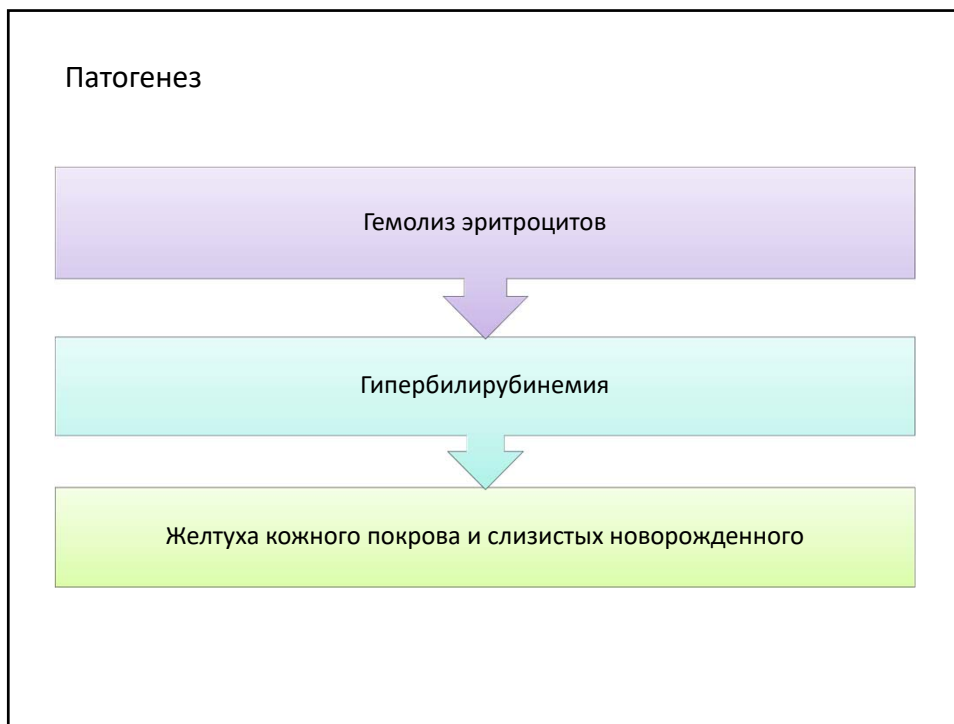 Патогенез
Гемолиз эритроцитов
Гипербилирубинемия
Желтуха кожного покрова и слизистых новорожденного